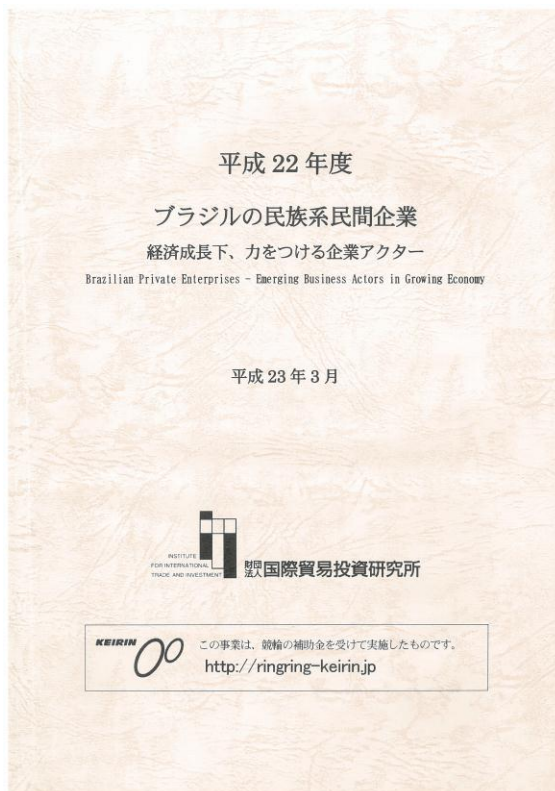 平成 22 年度
ブラジルの民族系民間企業
経済成長下、力をつける企業アクター
Brazilian Private Enterprises - Emerging Business Actors in Growing Economy
平成 23 年 3 月
INSTITUTE
FOR INTERNATIONAL
TRADE AND INVESTMENT
財団法人国際貿易投資研究所
KEIRIN
この事業は、競輪の補助金を受けて実施したものです。
http://ringring-keirin.jp